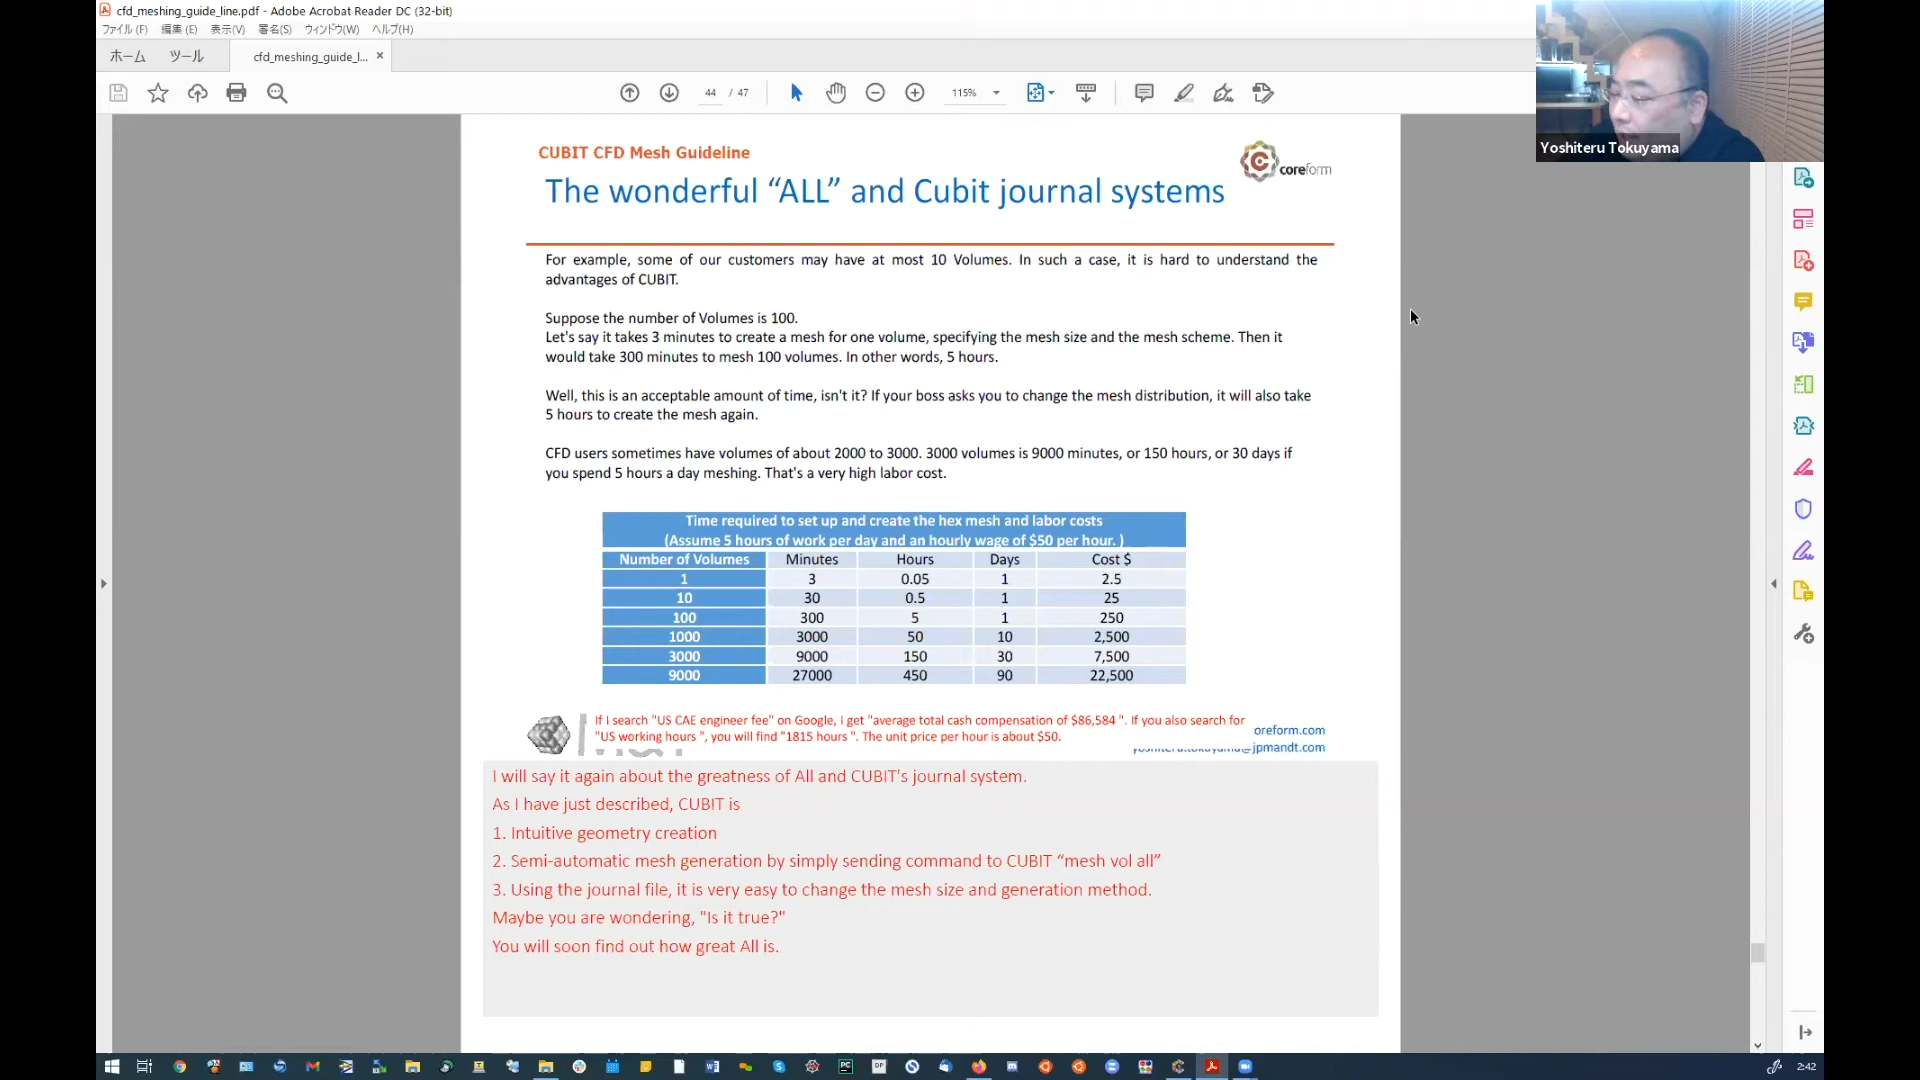 cfd_meshing_guide_line.pdf - Adobe Acrobat Reader DC (32-bit)
ファイル(F) 編集(E) 表示(V) 署名(S) ウィンドウ(W) ヘルプ(H)
ホーム ツール cfd_meshing_guide_l... ×
44 / 47 115%
Yoshiteru Tokuyama
CUBIT CFD Mesh Guideline
coreform
The wonderful “ALL” and Cubit journal systems
For example, some of our customers may have at most 10 Volumes. In such a case, it is hard to understand the
advantages of CUBIT.
Suppose the number of Volumes is 100.
Let's say it takes 3 minutes to create a mesh for one volume, specifying the mesh size and the mesh scheme. Then it
would take 300 minutes to mesh 100 volumes. In other words, 5 hours.
Well, this is an acceptable amount of time, isn't it? If your boss asks you to change the mesh distribution, it will also take
5 hours to create the mesh again.
CFD users sometimes have volumes of about 2000 to 3000. 3000 volumes is 9000 minutes, or 150 hours, or 30 days if
you spend 5 hours a day meshing. That's a very high labor cost.
Time required to set up and create the hex mesh and labor costs
(Assume 5 hours of work per day and an hourly wage of $50 per hour. )
Number of Volumes Minutes Hours Days Cost $
1 3 0.05 1 2.5
10 30 0.5 1 25
100 300 5 1 250
1000 3000 50 10 2,500
3000 9000 150 30 7,500
9000 27000 450 90 22,500
If I search "US CAE engineer fee" on Google, I get "average total cash compensation of $86,584 ". If you also search for
"US working hours ", you will find "1815 hours ". The unit price per hour is about $50.
oreform.com
yoshiteru.tokuyama@jpmandt.com
I will say it again about the greatness of All and CUBIT's journal system.
As I have just described, CUBIT is
1. Intuitive geometry creation
2. Semi-automatic mesh generation by simply sending command to CUBIT “mesh vol all”
3. Using the journal file, it is very easy to change the mesh size and generation method.
Maybe you are wondering, "Is it true?"
You will soon find out how great All is.
2:42